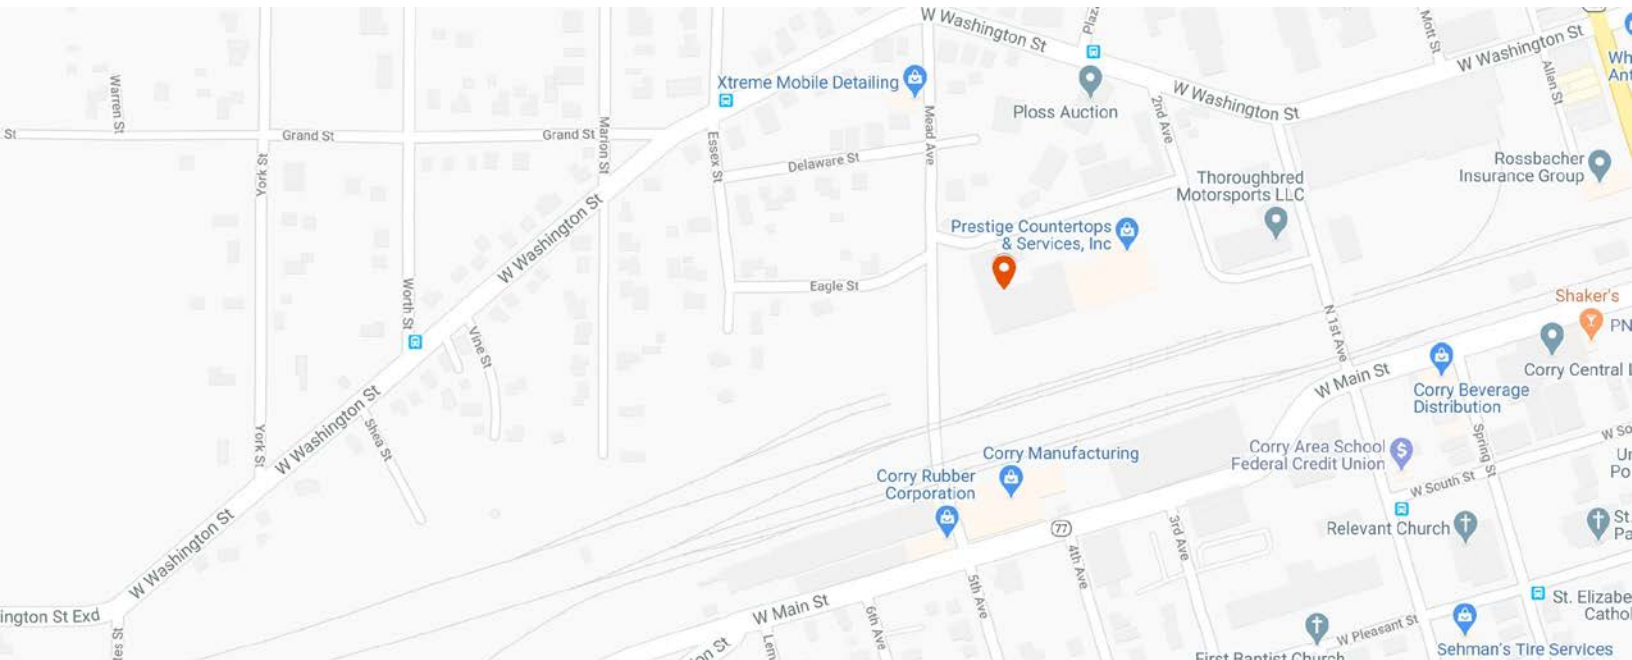 W Washington St
Plaz
Mott St
W Washington St
Wh
Ant
Xtreme Mobile Detailing
Ploss Auction
W Washington St
Allen St
Warren St
St
Grand St
Grand St
Marion St
Essex St
Mead Ave
2nd Ave
Delaware St
York St
Rossbacher
Insurance Group
Thoroughbred
Motorsports LLC
W Washington St
Prestige Countertops
& Services, Inc
Eagle St
Worth St
Vine St
N 1st Ave
Shaker's
PN
W Main St
Corry Central L
Corry Beverage
Distribution
W Washington St
Shea St
York St
Spring St
W So
Corry Area School
Federal Credit Union
Un
Po
Corry Manufacturing
Corry Rubber
Corporation
W South St
77
3rd Ave
Relevant Church
St.
Pa
W Washington St
4th Ave
5th Ave
6th Ave
W Main St
ington St Exd
tes St
Lem
on St
St. Elizabe
Cathol
W Pleasant St
First Baptist Church
Sehman's Tire Services